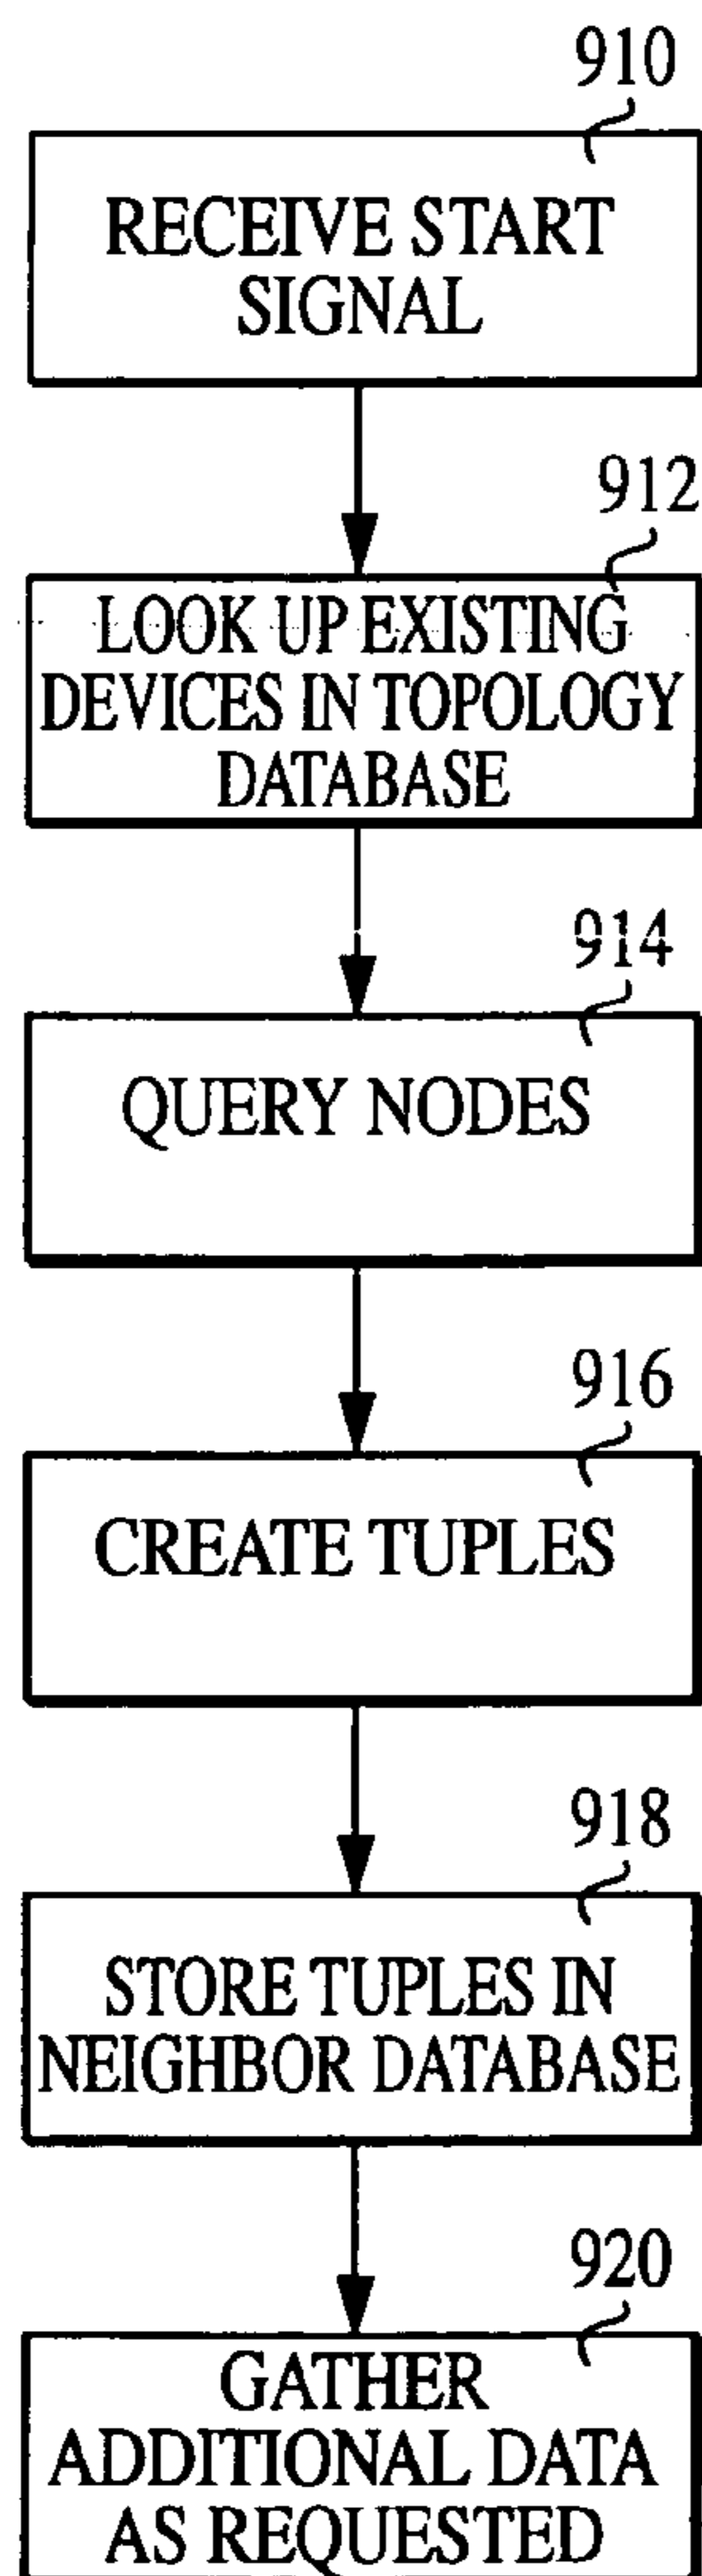 910
RECEIVE START
SIGNAL
912
LOOK UP EXISTING
DEVICES IN TOPOLOGY
DATABASE
914
QUERY NODES
916
CREATE TUPLES
918
STORE TUPLES IN
NEIGHBOR DATABASE
920
GATHER
ADDITIONAL DATA
AS REQUESTED